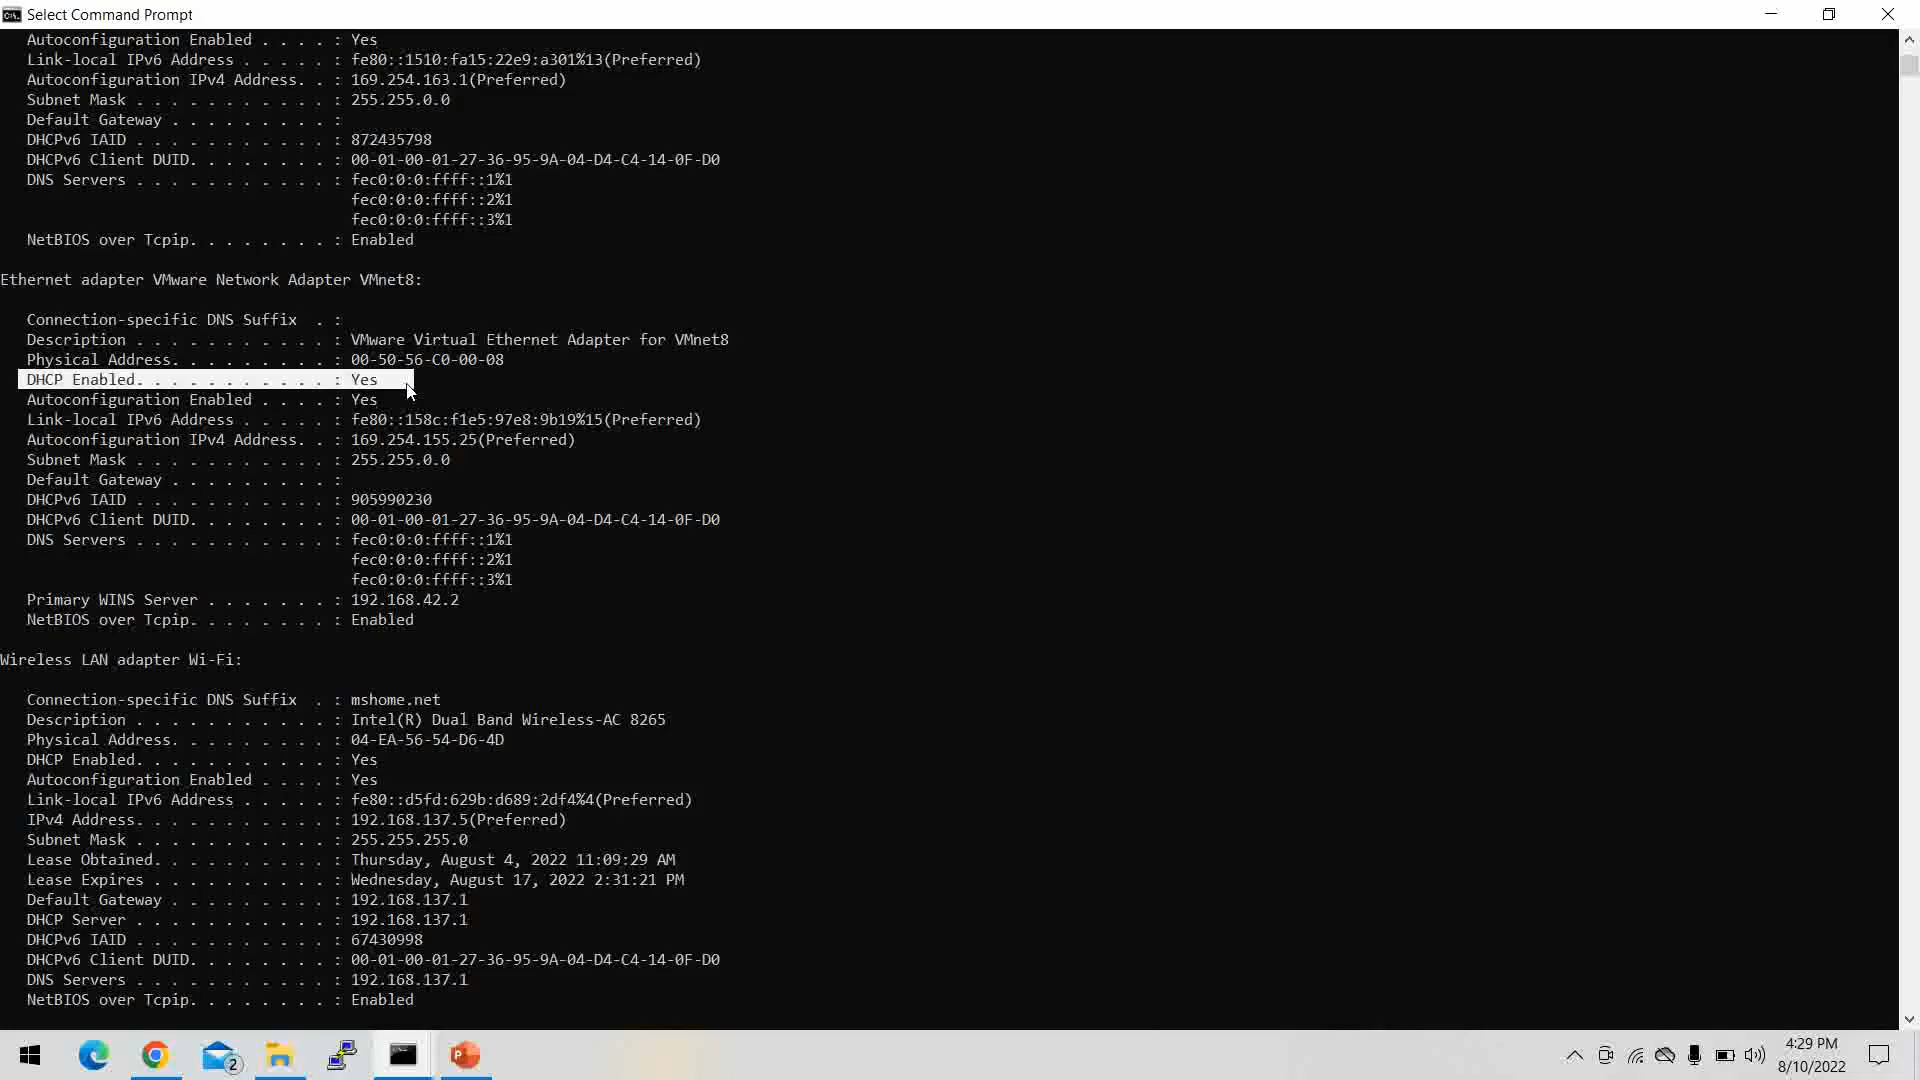 Select Command Prompt
Autoconfiguration Enabled . . . . : Yes
Link-local IPv6 Address . . . . . : fe80::1510:fa15:22e9:a301%13(Preferred)
Autoconfiguration IPv4 Address. . : 169.254.163.1(Preferred)
Subnet Mask . . . . . . . . . . . : 255.255.0.0
Default Gateway . . . . . . . . . :
DHCPv6 IAID . . . . . . . . . . . : 872435798
DHCPv6 Client DUID. . . . . . . . : 00-01-00-01-27-36-95-9A-04-D4-C4-14-0F-D0
DNS Servers . . . . . . . . . . . : fec0:0:0:ffff::1%1
fec0:0:0:ffff::2%1
fec0:0:0:ffff::3%1
NetBIOS over Tcpip. . . . . . . . : Enabled
Ethernet adapter VMware Network Adapter VMnet8:
Connection-specific DNS Suffix . :
Description . . . . . . . . . . . : VMware Virtual Ethernet Adapter for VMnet8
Physical Address. . . . . . . . . : 00-50-56-C0-00-08
DHCP Enabled. . . . . . . . . . . : Yes
Autoconfiguration Enabled . . . . : Yes
Link-local IPv6 Address . . . . . : fe80::158c:f1e5:97e8:9b19%15(Preferred)
Autoconfiguration IPv4 Address. . : 169.254.155.25(Preferred)
Subnet Mask . . . . . . . . . . . : 255.255.0.0
Default Gateway . . . . . . . . . :
DHCPv6 IAID . . . . . . . . . . . : 905990230
DHCPv6 Client DUID. . . . . . . . : 00-01-00-01-27-36-95-9A-04-D4-C4-14-0F-D0
DNS Servers . . . . . . . . . . . : fec0:0:0:ffff::1%1
fec0:0:0:ffff::2%1
fec0:0:0:ffff::3%1
Primary WINS Server . . . . . . . : 192.168.42.2
NetBIOS over Tcpip. . . . . . . . : Enabled
Wireless LAN adapter Wi-Fi:
Connection-specific DNS Suffix . : mshome.net
Description . . . . . . . . . . . : Intel(R) Dual Band Wireless-AC 8265
Physical Address. . . . . . . . . : 04-EA-56-54-D6-4D
DHCP Enabled. . . . . . . . . . . : Yes
Autoconfiguration Enabled . . . . : Yes
Link-local IPv6 Address . . . . . : fe80::d5fd:629b:d689:2df4%4(Preferred)
IPv4 Address. . . . . . . . . . . : 192.168.137.5(Preferred)
Subnet Mask . . . . . . . . . . . : 255.255.255.0
Lease Obtained. . . . . . . . . . : Thursday, August 4, 2022 11:09:29 AM
Lease Expires . . . . . . . . . . : Wednesday, August 17, 2022 2:31:21 PM
Default Gateway . . . . . . . . . : 192.168.137.1
DHCP Server . . . . . . . . . . . : 192.168.137.1
DHCPv6 IAID . . . . . . . . . . . : 67430998
DHCPv6 Client DUID. . . . . . . . : 00-01-00-01-27-36-95-9A-04-D4-C4-14-0F-D0
DNS Servers . . . . . . . . . . . : 192.168.137.1
NetBIOS over Tcpip. . . . . . . . : Enabled
2
4:29 PM
8/10/2022